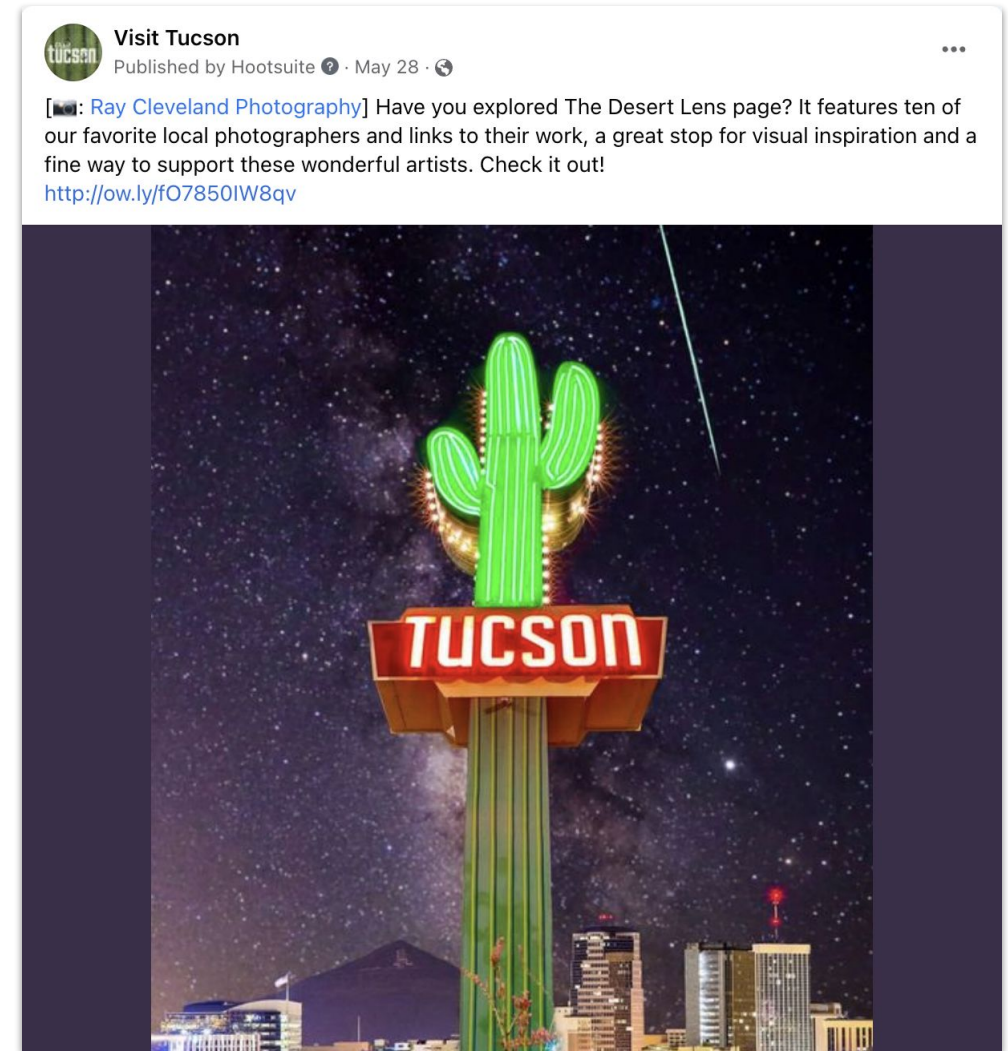 Visit Tucson
Published by Hootsuite · May 28 ·
[📷: Ray Cleveland Photography] Have you explored The Desert Lens page? It features ten of
our favorite local photographers and links to their work, a great stop for visual inspiration and a
fine way to support these wonderful artists. Check it out!
http://ow.ly/fO7850IW8qv
TUCSON